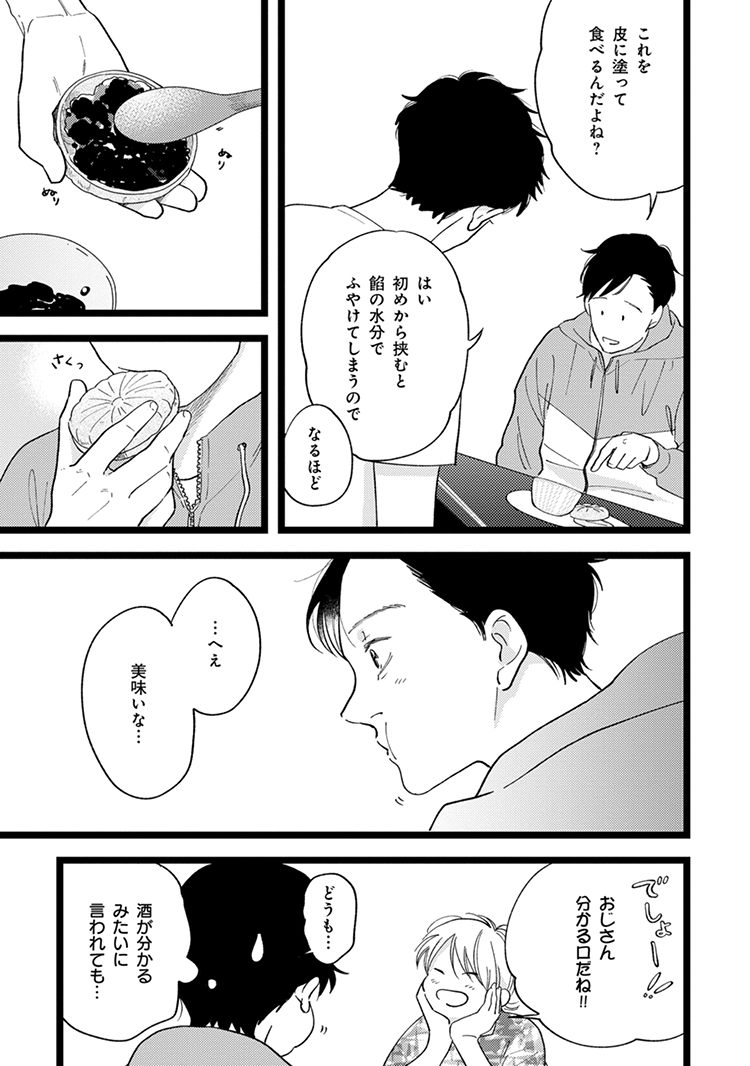 これを
皮に塗って
食べるんだよね？
はい
初めから挟むと
餡の水分で
ふやけてしまうので
なるほど
ぬり
ぬり
さくっ
…へえ
美味いな…
でしょー!!
おじさん
分かる口だね!!
どうも…
酒が分かる
みたいに
言われても…